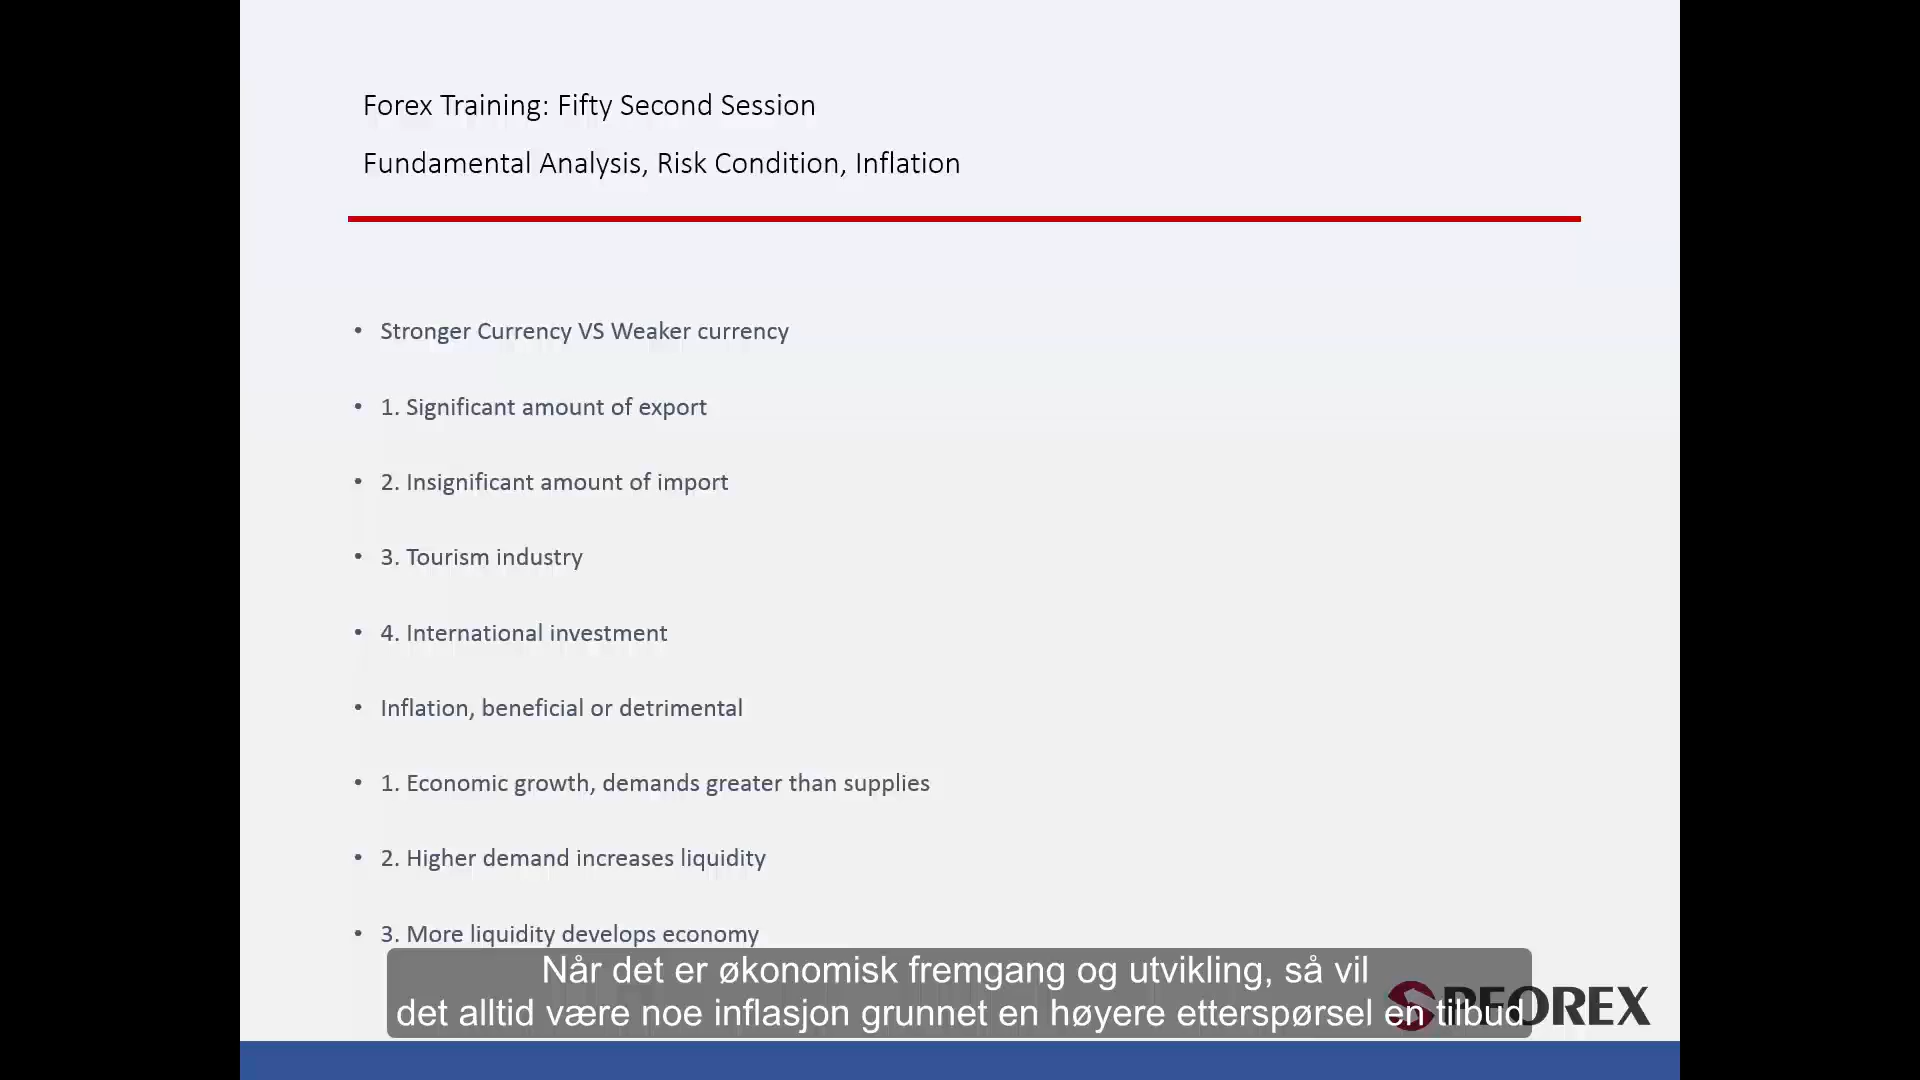 Forex Training: Fifty Second Session
Fundamental Analysis, Risk Condition, Inflation
• Stronger Currency VS Weaker currency
• 1. Significant amount of export
• 2. Insignificant amount of import
• 3. Tourism industry
• 4. International investment
• Inflation, beneficial or detrimental
• 1. Economic growth, demands greater than supplies
• 2. Higher demand increases liquidity
• 3. More liquidity develops economy
Når det er økonomisk fremgang og utvikling, så vil
det alltid være noe inflasjon grunnet en høyere etterspørsel en tilbud